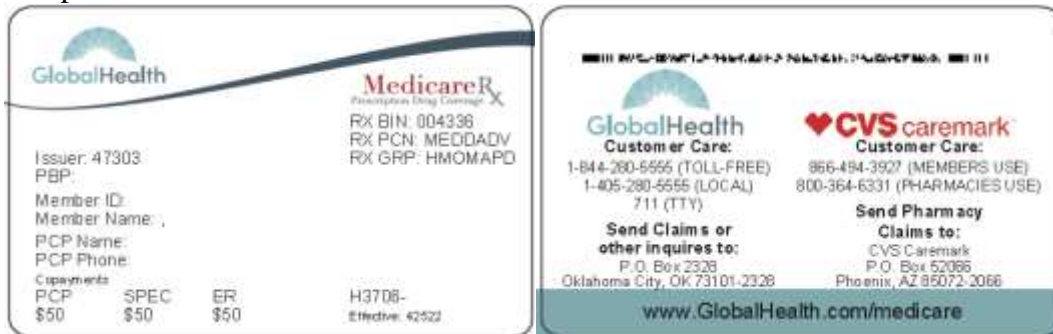 GlobalHealth
MedicareRx
Prescription Drug Coverage
RX BIN: 004336
RX PCN: MEDDADV
RX GRP: HMOMAPD
Issuer: 47303
PBP:
Member ID:
Member Name: ,
PCP Name:
PCP Phone:
Copayments
PCP SPEC ER H3706-
$50 $50 $50 Effective: 42522
GlobalHealth
Customer Care:
1-844-280-5555 (TOLL-FREE)
1-405-280-5555 (LOCAL)
711 (TTY)
Send Claims or
other inquires to:
P.O. Box 2328
Oklahoma City, OK 73101-2328
CVS caremark
Customer Care:
866-494-3927 (MEMBERS USE)
800-364-6331 (PHARMACIES USE)
Send Pharmacy
Claims to:
CVS Caremark
P.O. Box 52066
Phoenix, AZ 85072-2066
www.GlobalHealth.com/medicare